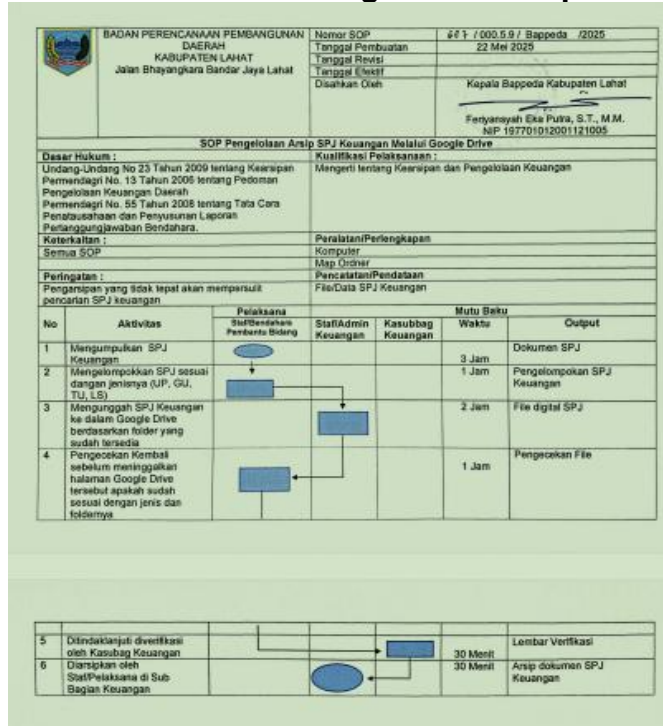 BADAN PERENCANAAN PEMBANGUNAN
DAERAH
KABUPATEN LAHAT
Jalan Bhayangkara Bandar Jaya Lahat
Nomor SOP
/ 000.5.9 / Bappeda /2025
Tanggal Pembuatan
22 Mei 2025
Tanggal Revisi
Tanggal Efektif
Disahkan Oleh
Kepala Bappeda Kabupaten Lahat
Feriyansyah Eka Putra, S.T., M.M.
NIP 197701012001121005
SOP Pengelolaan Arsip SPJ Keuangan Melalui Google Drive
Dasar Hukum :
Undang-Undang No 23 Tahun 2009 tentang Kearsipan
Permendagri No. 13 Tahun 2006 tentang Pedoman
Pengelolaan Keuangan Daerah
Permendagri No. 55 Tahun 2008 tentang Tata Cara
Penatausahaan dan Penyusunan Laporan
Pertanggungjawaban Bendahara.
Kualifikasi Pelaksanaan :
Mengerti tentang Kearsipan dan Pengelolaan Keuangan
Keterkaitan :
Semua SOP
Peralatan/Perlengkapan
Komputer
Map Ordner
Peringatan :
Pengarsipan yang tidak tepat akan mempersulit
pencarian SPJ keuangan
Pencatatan/Pendataan
File/Data SPJ Keuangan
No
Aktivitas
Pelaksana
Staf/Bendahara
Pembantu Bidang
Staf/Admin
Keuangan
Kasubbag
Keuangan
Mutu Baku
Waktu
Output
1
Mengumpulkan SPJ
Keuangan
3 Jam
Dokumen SPJ
2
Mengelompokkan SPJ sesuai
dangan jenisnya (UP, GU,
TU, LS)
1 Jam
Pengelompokan SPJ
Keuangan
3
Mengunggah SPJ Keuangan
ke dalam Google Drive
berdasarkan folder yang
sudah tersedia
2 Jam
File digital SPJ
4
Pengecekan Kembali
sebelum meninggalkan
halaman Google Drive
tersebut apakah sudah
sesuai dengan jenis dan
foldernya
1 Jam
Pengecekan File
5
Ditindaklanjuti diverifikasi
oleh Kasubag Keuangan
30 Menit
Lembar Verifikasi
6
Diarsipkan oleh
Staf/Pelaksana di Sub
Bagian Keuangan
30 Menit
Arsip dokumen SPJ
Keuangan